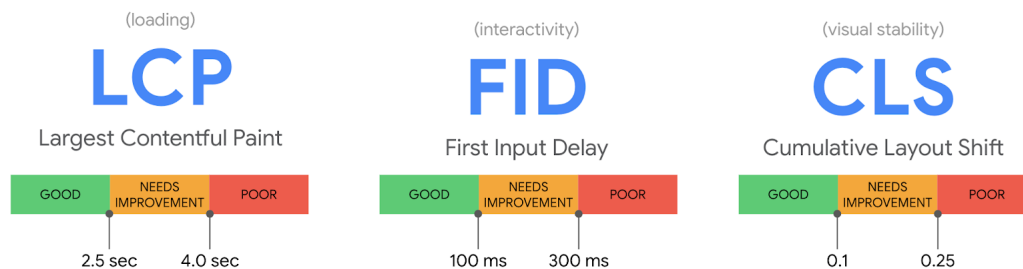 (loading)
LCP
Largest Contentful Paint
GOOD
NEEDS
IMPROVEMENT
POOR
2.5 sec
4.0 sec
(interactivity)
FID
First Input Delay
GOOD
NEEDS
IMPROVEMENT
POOR
100 ms
300 ms
(visual stability)
CLS
Cumulative Layout Shift
GOOD
NEEDS
IMPROVEMENT
POOR
0.1
0.25